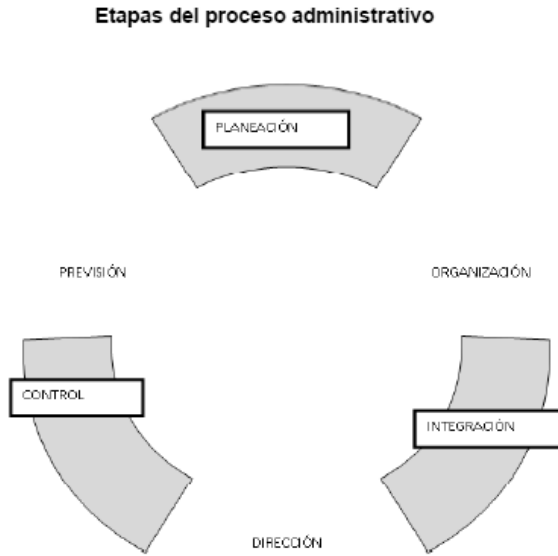 Etapas del proceso administrativo
PLANEACIÓN
PREVISIÓN
ORGANIZACIÓN
CONTROL
INTEGRACIÓN
DIRECCIÓN